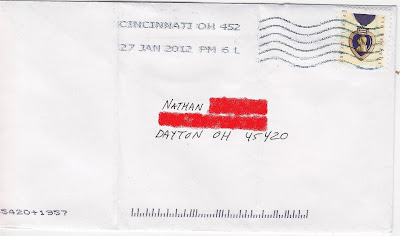 CINCINNATI OH 452
27 JAN 2012 PM 6 L
NATHAN
DAYTON OH 45420
5420+1957